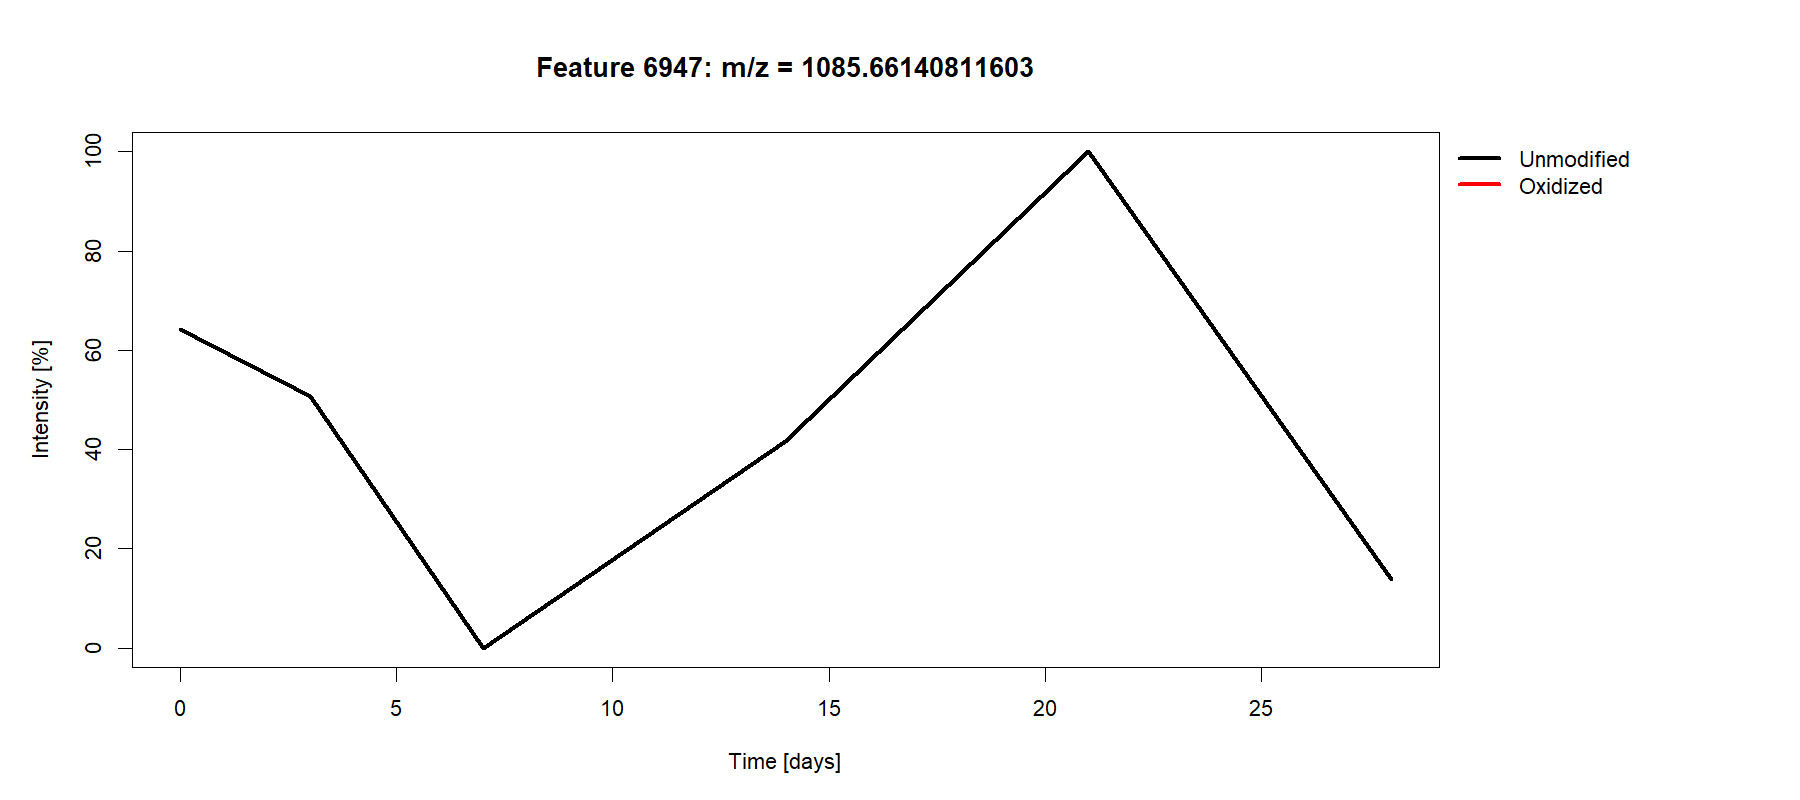 Feature 6947: m/z = 1085.66140811603
Unmodified
Oxidized
100
80
60
40
20
0
Intensity [%]
0 5 10 15 20 25
Time [days]